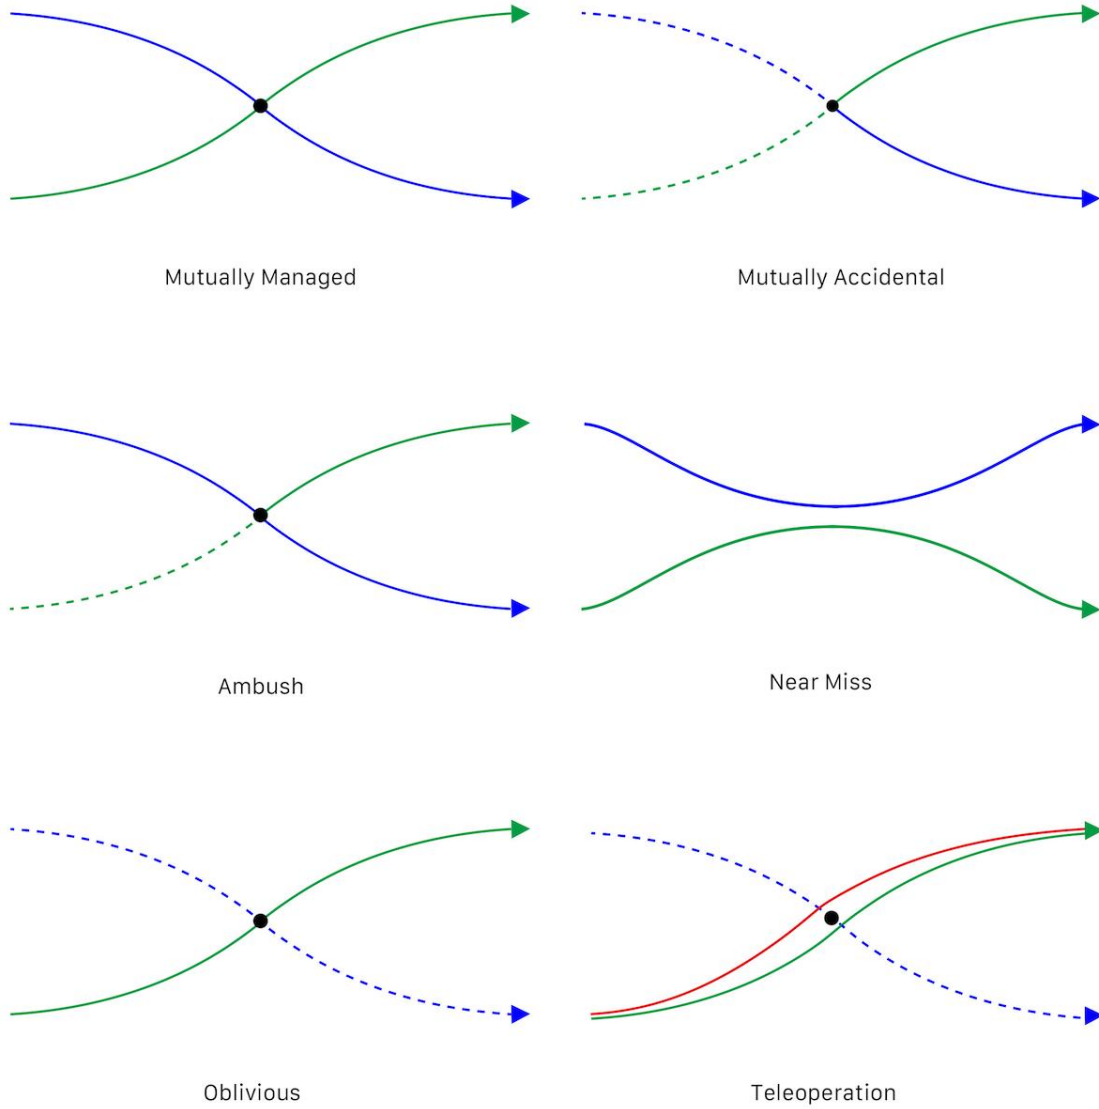 Mutually Managed
Mutually Accidental
Ambush
Near Miss
Oblivious
Teleoperation